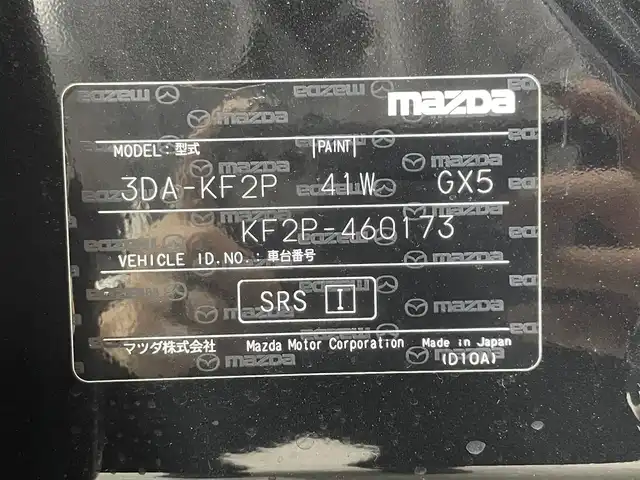 mazda
MODEL:型式 PAINT
3DA-KF2P 41W GX5
KF2P-460173
VEHICLE ID.NO.:車台番号
SRS I
マツダ株式会社 Mazda Motor Corporation Made in Japan
(D10A)